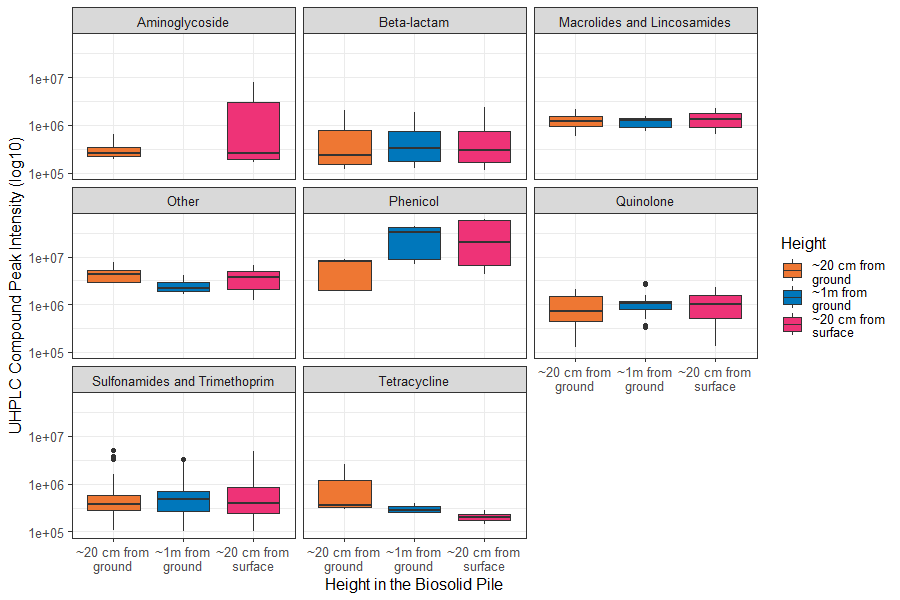 Aminoglycoside
Beta-lactam
Macrolides and Lincosamides
1e+07
1e+06
1e+05
Other
Phenicol
Quinolone
1e+07
1e+06
1e+05
~20 cm from
ground
~1m from
ground
~20 cm from
surface
Sulfonamides and Trimethoprim
Tetracycline
1e+07
1e+06
1e+05
~20 cm from
ground
~1m from
ground
~20 cm from
surface
~20 cm from
ground
~1m from
ground
~20 cm from
surface
Height in the Biosolid Pile
UHPLC Compound Peak Intensity (log10)
Height
~20 cm from
ground
~1m from
ground
~20 cm from
surface